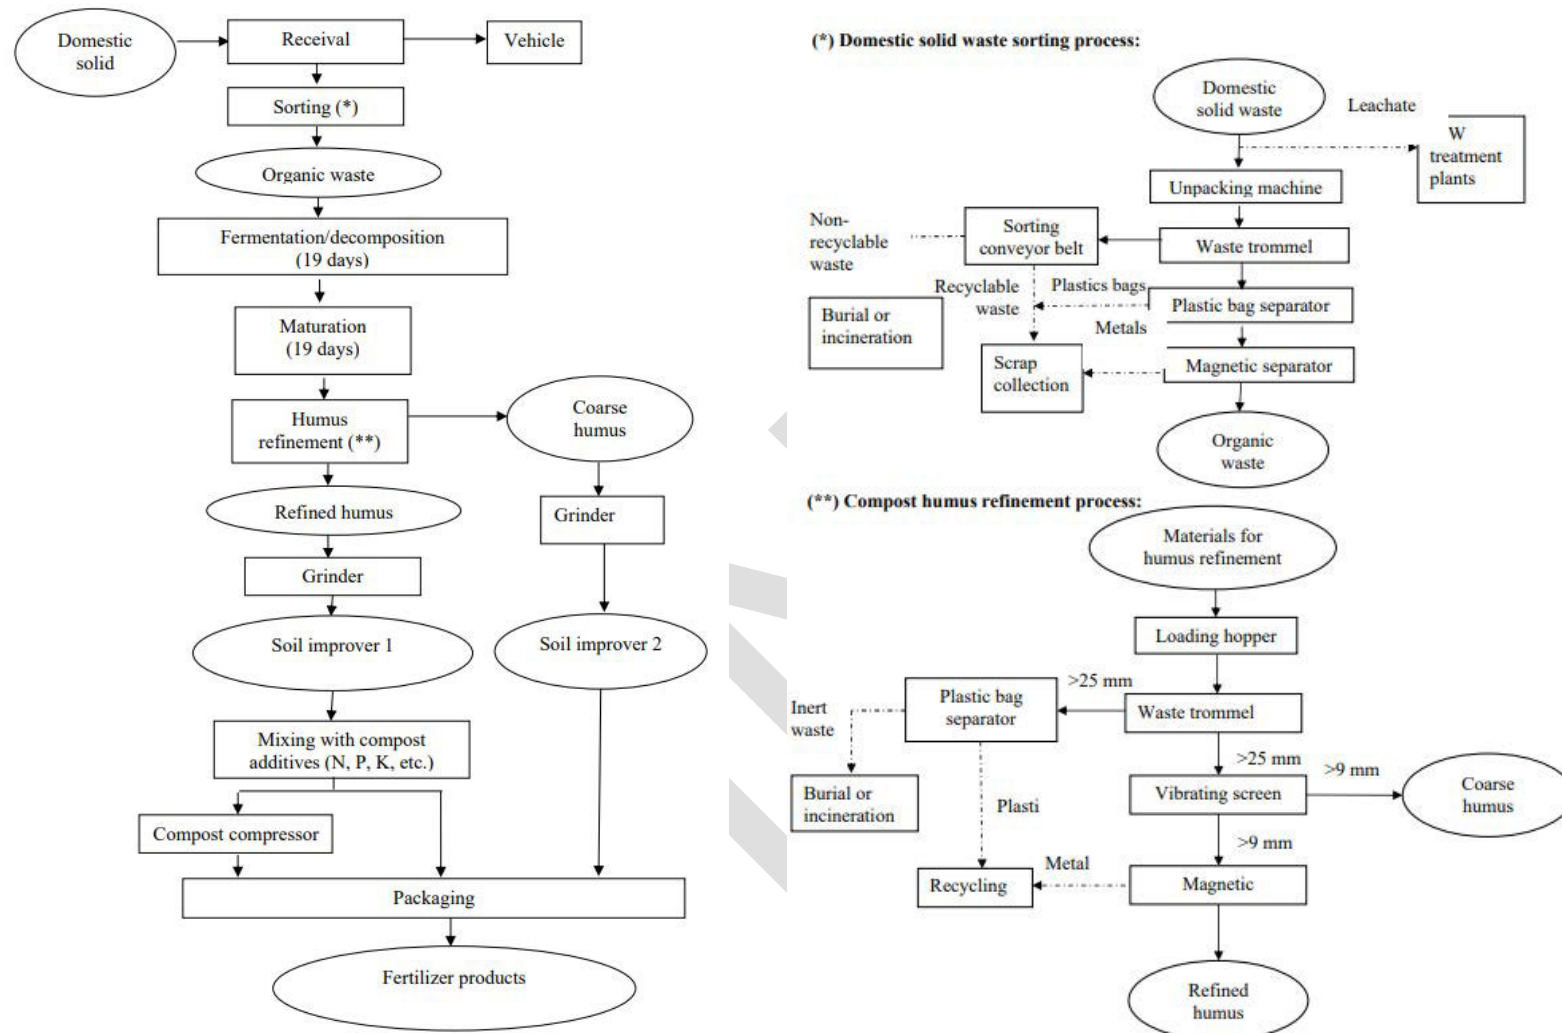 Domestic
solid
Receival
Vehicle
Sorting (*)
Organic waste
Fermentation/decomposition
(19 days)
Maturation
(19 days)
Humus
refinement (**)
Coarse
humus
Refined humus
Grinder
Grinder
Soil improver 1
Soil improver 2
Mixing with compost
additives (N, P, K, etc.)
Compost compressor
Packaging
Fertilizer products
(*) Domestic solid waste sorting process:
Domestic
solid waste
Leachate
W
treatment
plants
Unpacking machine
Non-
recyclable
waste
Sorting
conveyor belt
Waste trommel
Recyclable
waste
Plastics bags
Plastic bag separator
Burial or
incineration
Metals
Scrap
collection
Magnetic separator
Organic
waste
(**) Compost humus refinement process:
Materials for
humus refinement
Loading hopper
>25 mm
Plastic bag
separator
Inert
waste
Waste trommel
>25 mm
>9 mm
Burial or
incineration
Plasti
Vibrating screen
Coarse
humus
>9 mm
Metal
Recycling
Magnetic
Refined
humus